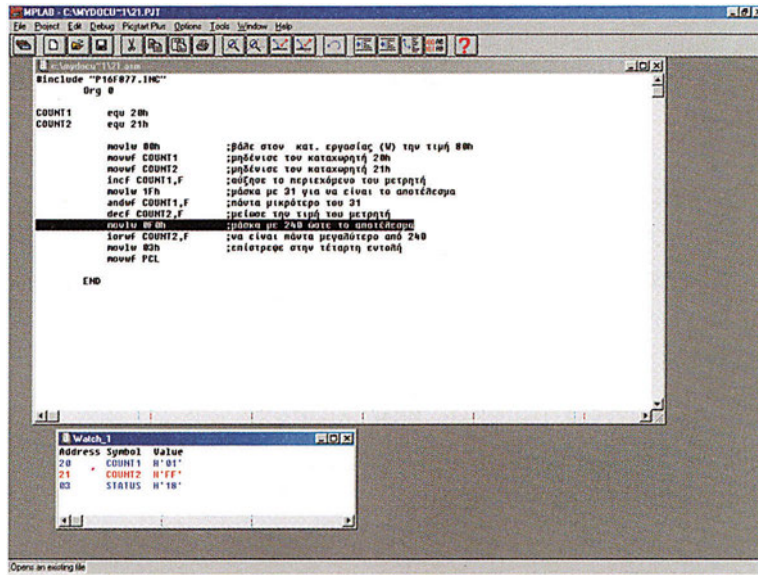 MPLAB - C:\MYDOCU~1\21.PJT
File Project Edit Debug Picstart Plus Options Tools Window Help
c:\mydocu~1\21.asm
#include "P16F877.INC"
Org 0
COUNT1 equ 20h
COUNT2 equ 21h
movlw 00h ;βάλε στον κατ. εργασίας (W) την τιμή 00h
movwf COUNT1 ;μηδένισε τον καταχωρητή 20h
movwf COUNT2 ;μηδένισε τον καταχωρητή 21h
incf COUNT1,F ;αύξησε το περιεχόμενο του μετρητή
movlw 1Fh ;μάσκα με 31 για να είναι το αποτέλεσμα
andwf COUNT1,F ;πάντα μικρότερο του 31
decf COUNT2,F ;μείωσε την τιμή του μετρητή
movlw 0F0h ;μάσκα με 240 ώστε το αποτέλεσμα
iorwf COUNT2,F ;να είναι πάντα μεγαλύτερο από 240
movlw 03h ;επίστρεψε στην τέταρτη εντολή
movwf PCL
END
Watch_1
Address Symbol Value
20 COUNT1 H'01'
21 COUNT2 H'FF'
03 STATUS H'18'
Opens an existing file